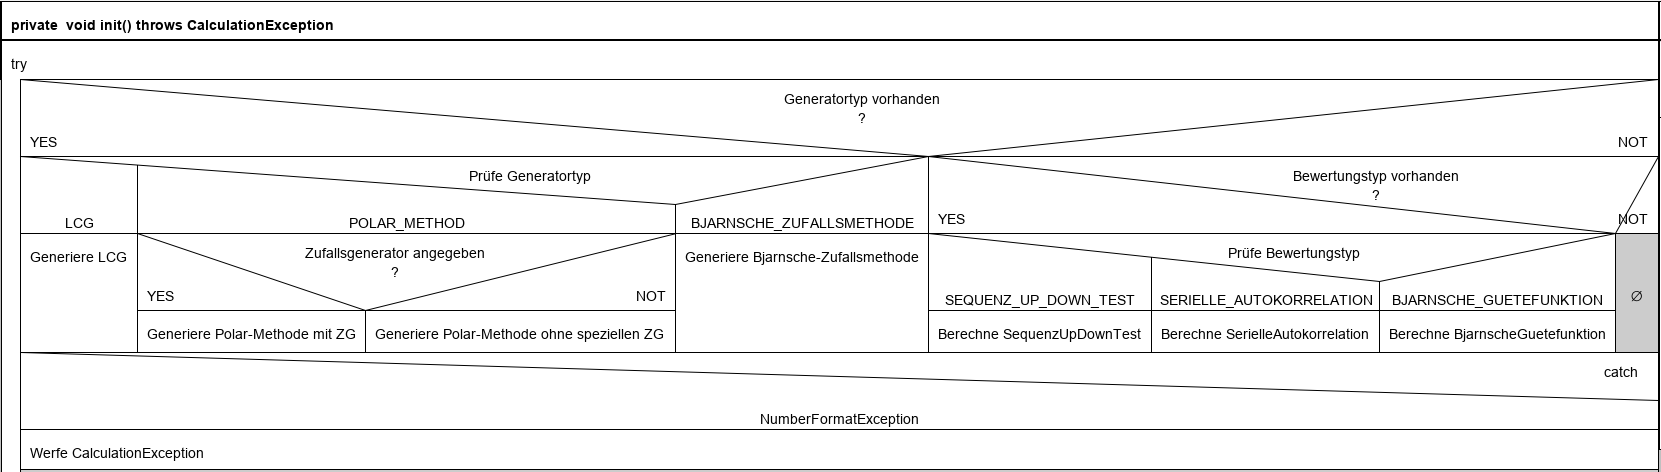 private  void init() throws CalculationException
try
Generatortyp vorhanden
?
YES
NOT
Prüfe Generatortyp
Bewertungstyp vorhanden
?
LCG
POLAR_METHOD
BJARNSCHE_ZUFALLSMETHODE
YES
NOT
Generiere LCG
Zufallsgenerator angegeben
?
YES
NOT
Generiere Bjarnsche-Zufallsmethode
Prüfe Bewertungstyp
SEQUENZ_UP_DOWN_TEST
SERIELLE_AUTOKORRELATION
BJARNSCHE_GUETEFUNKTION
∅
Generiere Polar-Methode mit ZG
Generiere Polar-Methode ohne speziellen ZG
Berechne SequenzUpDownTest
Berechne SerielleAutokorrelation
Berechne BjarnscheGuetefunktion
catch
NumberFormatException
Werfe CalculationException